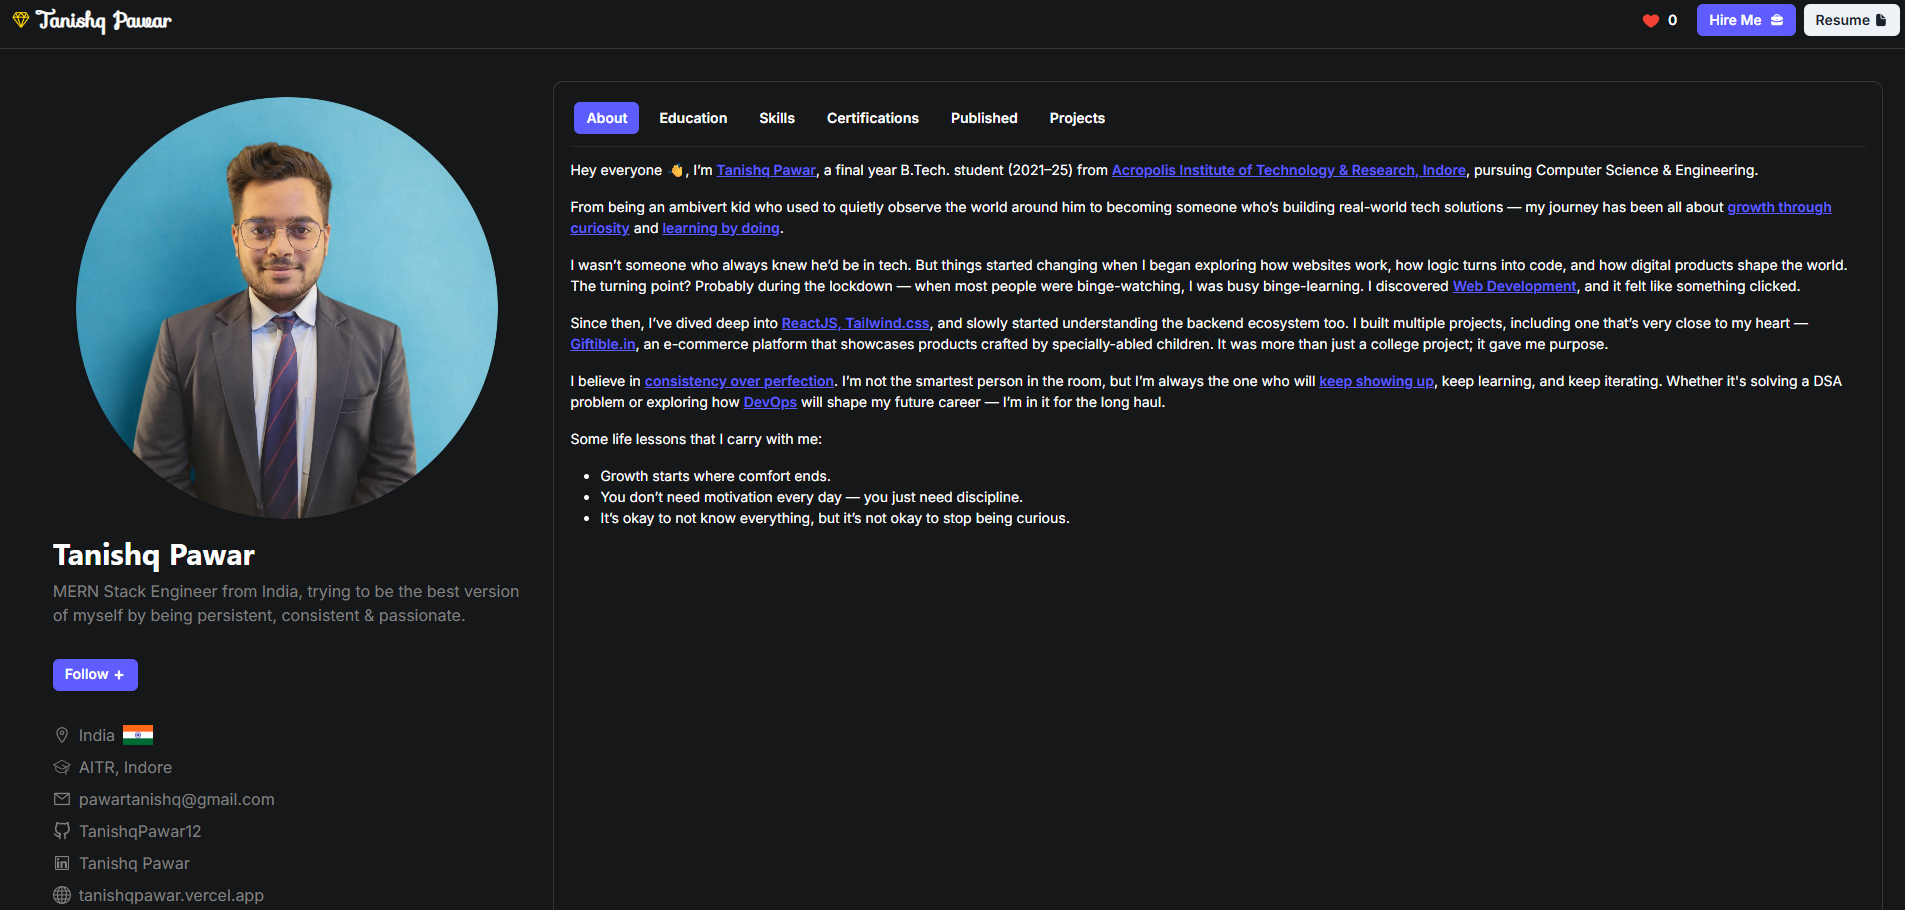 Tanishq Pawar
0
Hire Me
Resume
About Education Skills Certifications Published Projects
Hey everyone 👋, I’m Tanishq Pawar, a final year B.Tech. student (2021–25) from Acropolis Institute of Technology & Research, Indore, pursuing Computer Science & Engineering.
From being an ambivert kid who used to quietly observe the world around him to becoming someone who’s building real-world tech solutions — my journey has been all about growth through
curiosity and learning by doing.
I wasn’t someone who always knew he’d be in tech. But things started changing when I began exploring how websites work, how logic turns into code, and how digital products shape the world.
The turning point? Probably during the lockdown — when most people were binge-watching, I was busy binge-learning. I discovered Web Development, and it felt like something clicked.
Since then, I’ve dived deep into ReactJS, Tailwind.css, and slowly started understanding the backend ecosystem too. I built multiple projects, including one that’s very close to my heart —
Giftible.in, an e-commerce platform that showcases products crafted by specially-abled children. It was more than just a college project; it gave me purpose.
I believe in consistency over perfection. I’m not the smartest person in the room, but I’m always the one who will keep showing up, keep learning, and keep iterating. Whether it's solving a DSA
problem or exploring how DevOps will shape my future career — I’m in it for the long haul.
Some life lessons that I carry with me:
• Growth starts where comfort ends.
• You don’t need motivation every day — you just need discipline.
• It’s okay to not know everything, but it’s not okay to stop being curious.
Tanishq Pawar
MERN Stack Engineer from India, trying to be the best version
of myself by being persistent, consistent & passionate.
Follow +
India
AITR, Indore
pawartanishq@gmail.com
TanishqPawar12
Tanishq Pawar
tanishqpawar.vercel.app